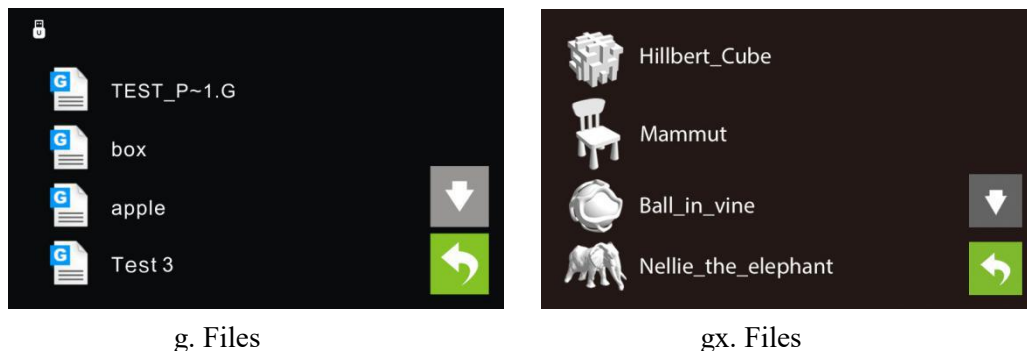 TEST_P~1.G
box
apple
Test 3
g. Files
Hillbert_Cube
Mammut
Ball_in_vine
Nellie_the_elephant
gx. Files